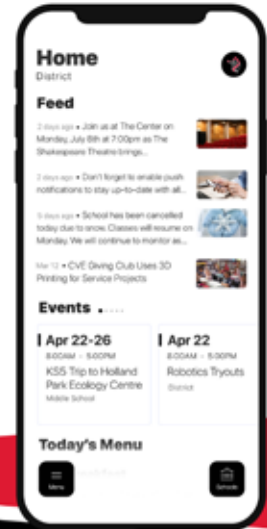 Home
District
Feed
2 days ago • Join us at The Center on
Monday, July 8th at 7:00pm as The
Shakespeare Theatre brings...
3 days ago • Don't forget to enable push
notifications to stay up-to-date with all...
5 days ago • School has been cancelled
today due to snow. Classes will resume on
Monday. We will continue to monitor as...
Mar 12 • CVE Giving Club Uses 3D
Printing for Service Projects
Events
Apr 22-26
8:00AM - 5:00PM
KS5 Trip to Holland
Park Ecology Centre
Middle School
Apr 22
8:00AM - 5:00PM
Robotics Tryouts
District
Today's Menu
Menu
Schools